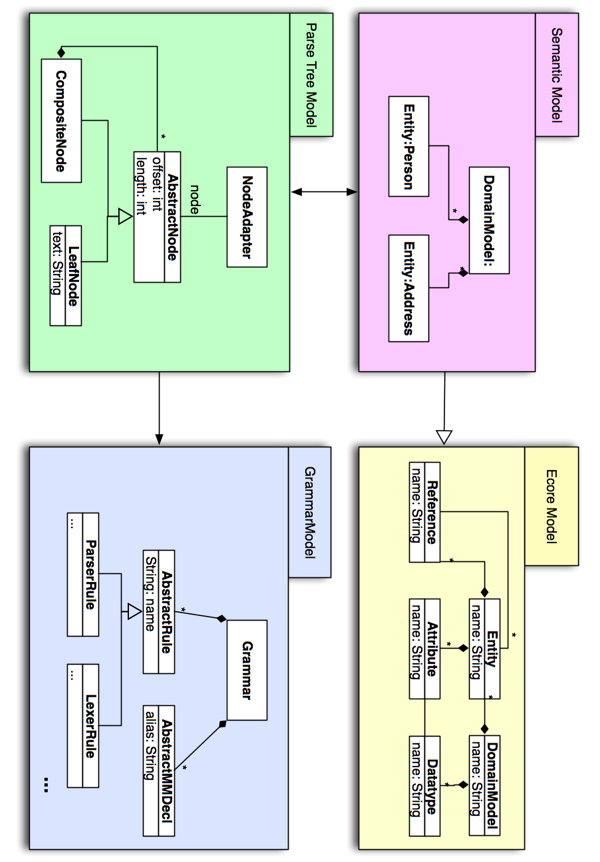 Semantic Model
DomainModel:
*
*
Entity:Person
Entity:Address
Ecore Model
Entity
name: String
*
*
DomainModel
name: String
*
*
*
Reference
name: String
Attribute
name: String
Datatype
name: String
Parse Tree Model
NodeAdapter
node
AbstractNode
offset: int
length: int
*
CompositeNode
LeafNode
text: String
GrammarModel
Grammar
*
*
AbstractRule
String: name
AbstractMMDecl
alias: String
ParserRule
...
LexerRule
...
...